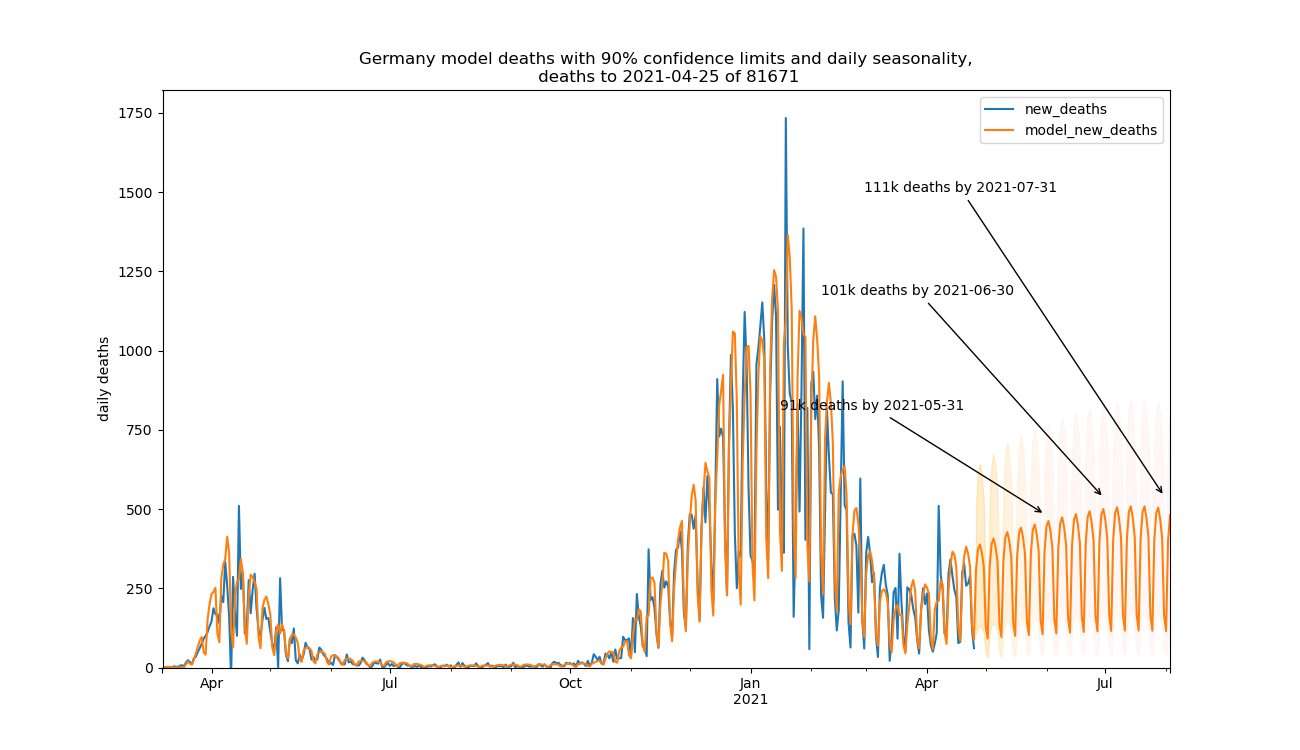 Germany model deaths with 90% confidence limits and daily seasonality,
deaths to 2021-04-25 of 81671
new_deaths
model_new_deaths
1750
1500
1250
1000
750
500
250
0
daily deaths
111k deaths by 2021-07-31
101k deaths by 2021-06-30
91k deaths by 2021-05-31
Apr
Jul
Oct
Jan
2021
Apr
Jul